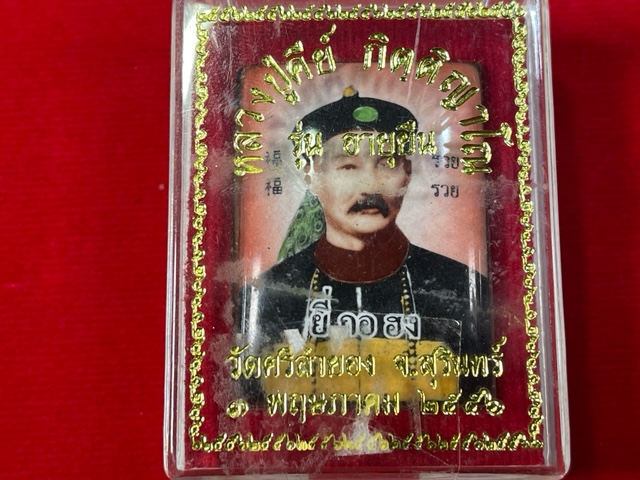 หลวงปู่คีย์ กิตฺติญาโณ
รุ่น อายุยืน
福 รวย
福 รวย
ยี่กอฮง
วัดศรีลำยอง จ.สุรินทร์
๑ พฤษภาคม ๒๕๕๖